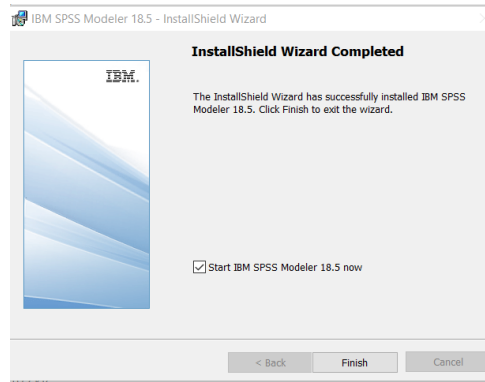 IBM SPSS Modeler 18.5 - InstallShield Wizard
InstallShield Wizard Completed
IBM.
The InstallShield Wizard has successfully installed IBM SPSS
Modeler 18.5. Click Finish to exit the wizard.
Start IBM SPSS Modeler 18.5 now
< Back
Finish
Cancel